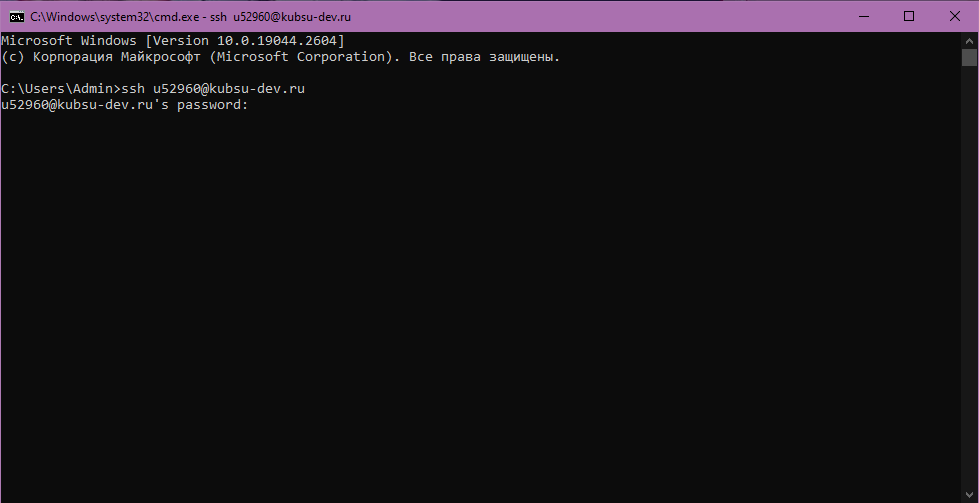 C:\Windows\system32\cmd.exe - ssh  u52960@kubsu-dev.ru
Microsoft Windows [Version 10.0.19044.2604]
(c) Корпорация Майкрософт (Microsoft Corporation). Все права защищены.
C:\Users\Admin>ssh u52960@kubsu-dev.ru
u52960@kubsu-dev.ru's password: